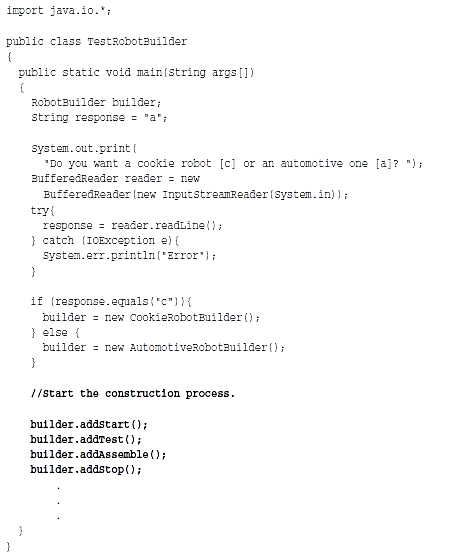 import java.io.*;
public class TestRobotBuilder
{
public static void main(String args[])
{
RobotBuilder builder;
String response = "a";
System.out.print(
"Do you want a cookie robot [c] or an automotive one [a]? ");
BufferedReader reader = new
BufferedReader(new InputStreamReader(System.in));
try{
response = reader.readLine();
} catch (IOException e){
System.err.println("Error");
}
if (response.equals("c")){
builder = new CookieRobotBuilder();
} else {
builder = new AutomotiveRobotBuilder();
}
//Start the construction process.
builder.addStart();
builder.addTest();
builder.addAssemble();
builder.addStop();
.
.
.
}
}